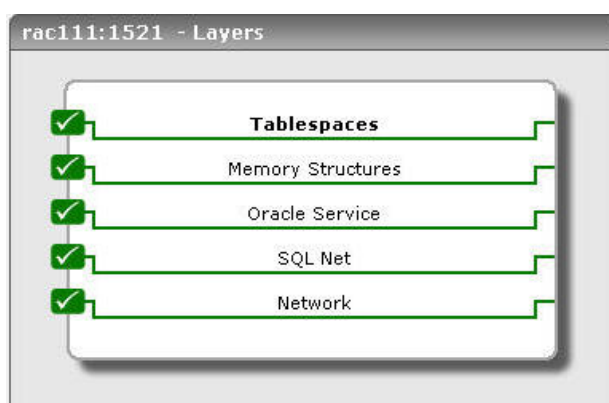 rac111:1521 - Layers
Tablespaces
Memory Structures
Oracle Service
SQL Net
Network